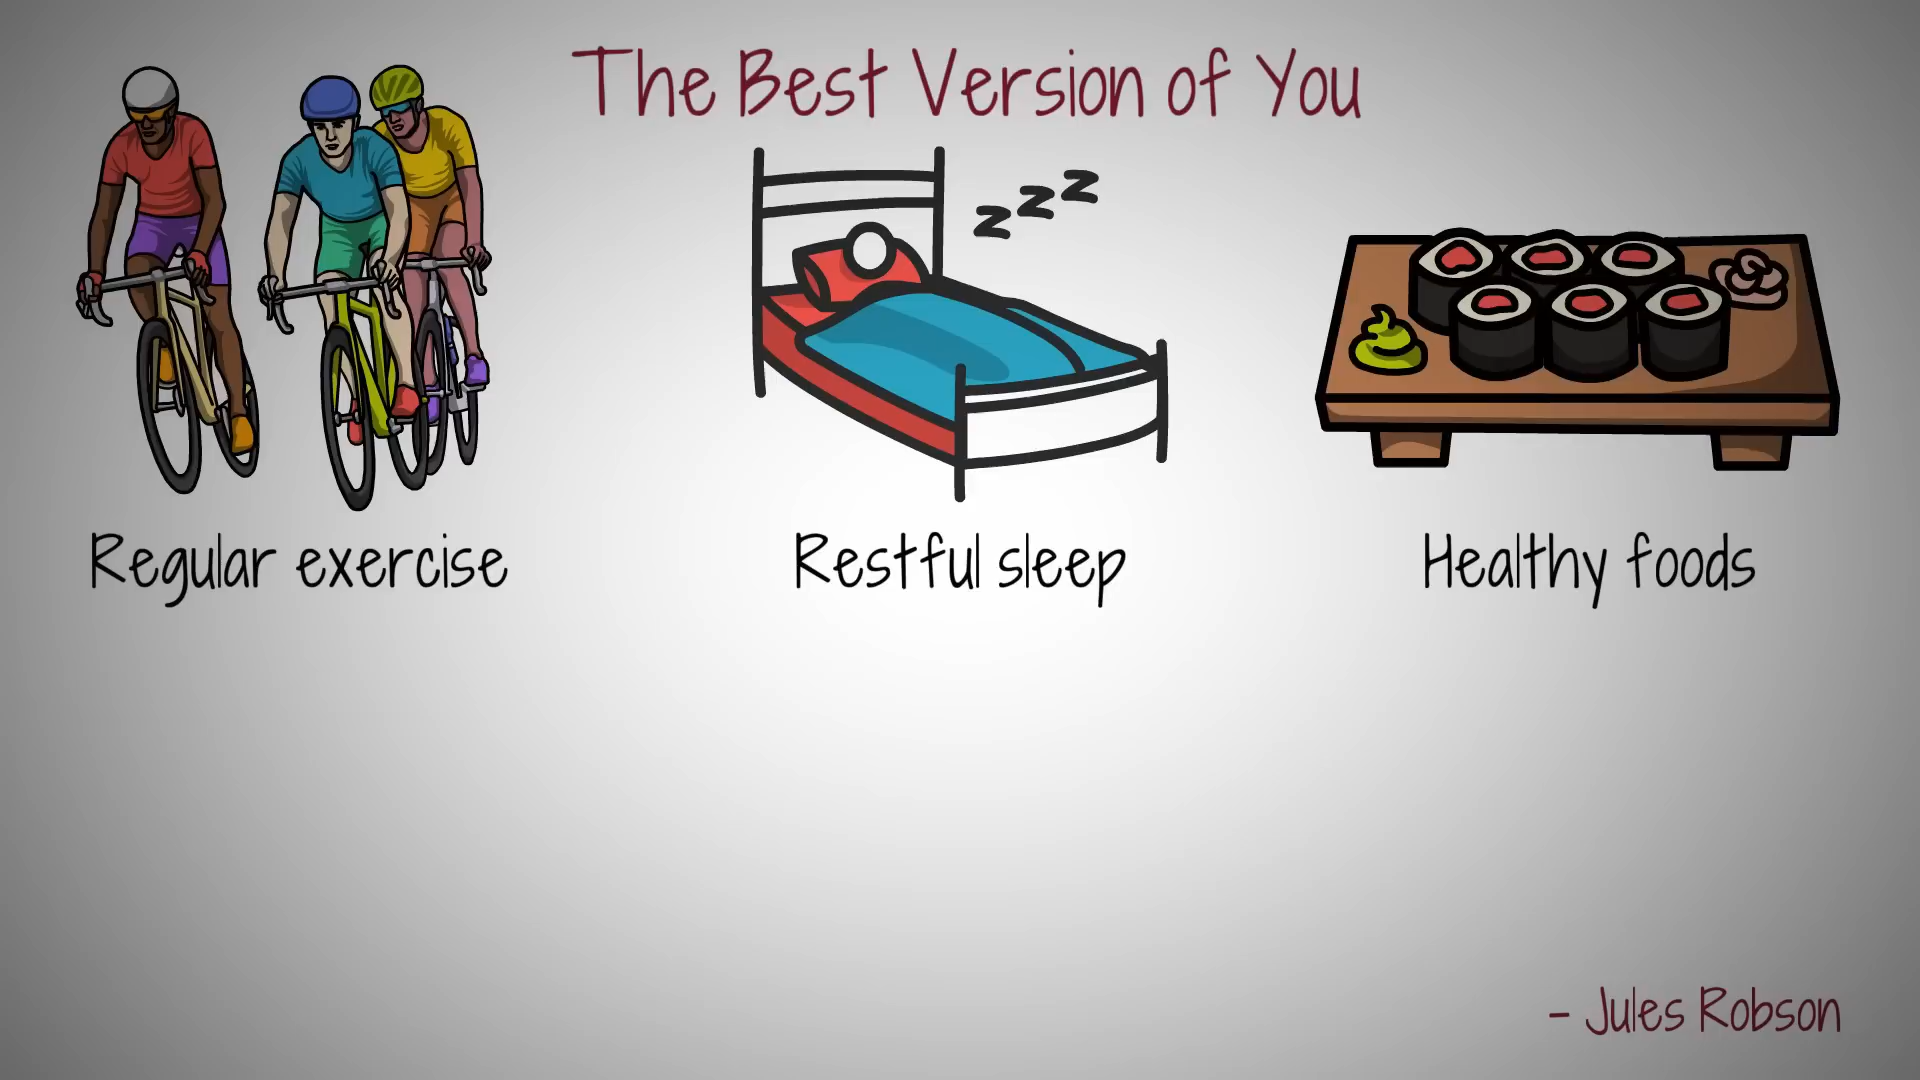 The Best Version of You
z z z
Regular exercise
Restful sleep
Healthy foods
- Jules Robson